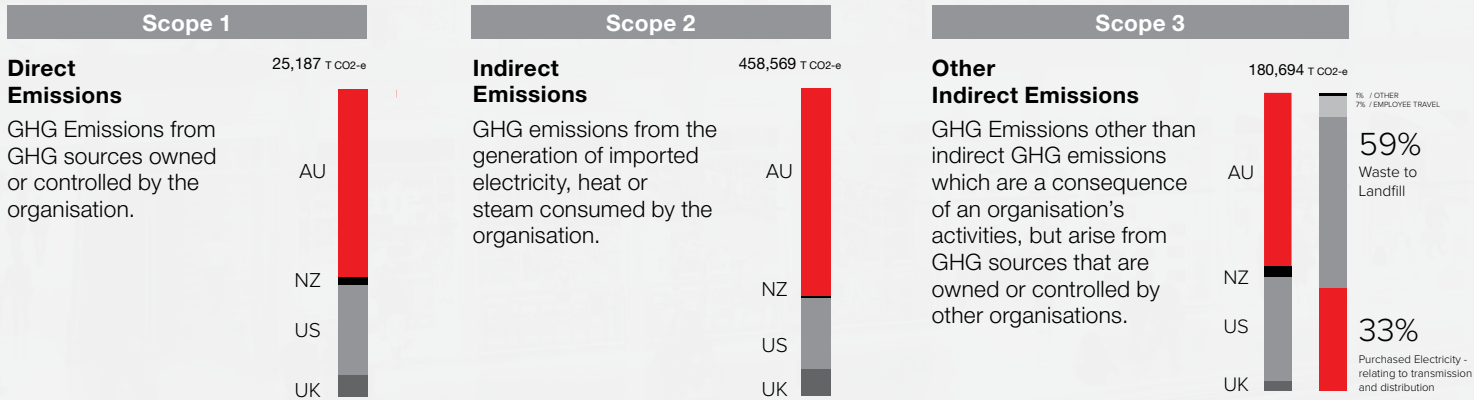 Scope 1
Direct
Emissions
25,187 T CO2-e
GHG Emissions from
GHG sources owned
or controlled by the
organisation.
AU
NZ
US
UK
Scope 2
Indirect
Emissions
458,569 T CO2-e
GHG emissions from the
generation of imported
electricity, heat or
steam consumed by the
organisation.
AU
NZ
US
UK
Scope 3
Other
Indirect Emissions
180,694 T CO2-e
GHG Emissions other than
indirect GHG emissions
which are a consequence
of an organisation's
activities, but arise from
GHG sources that are
owned or controlled by
other organisations.
AU
NZ
US
UK
1% / OTHER
7% / EMPLOYEE TRAVEL
59%
Waste to
Landfill
33%
Purchased Electricity -
relating to transmission
and distribution